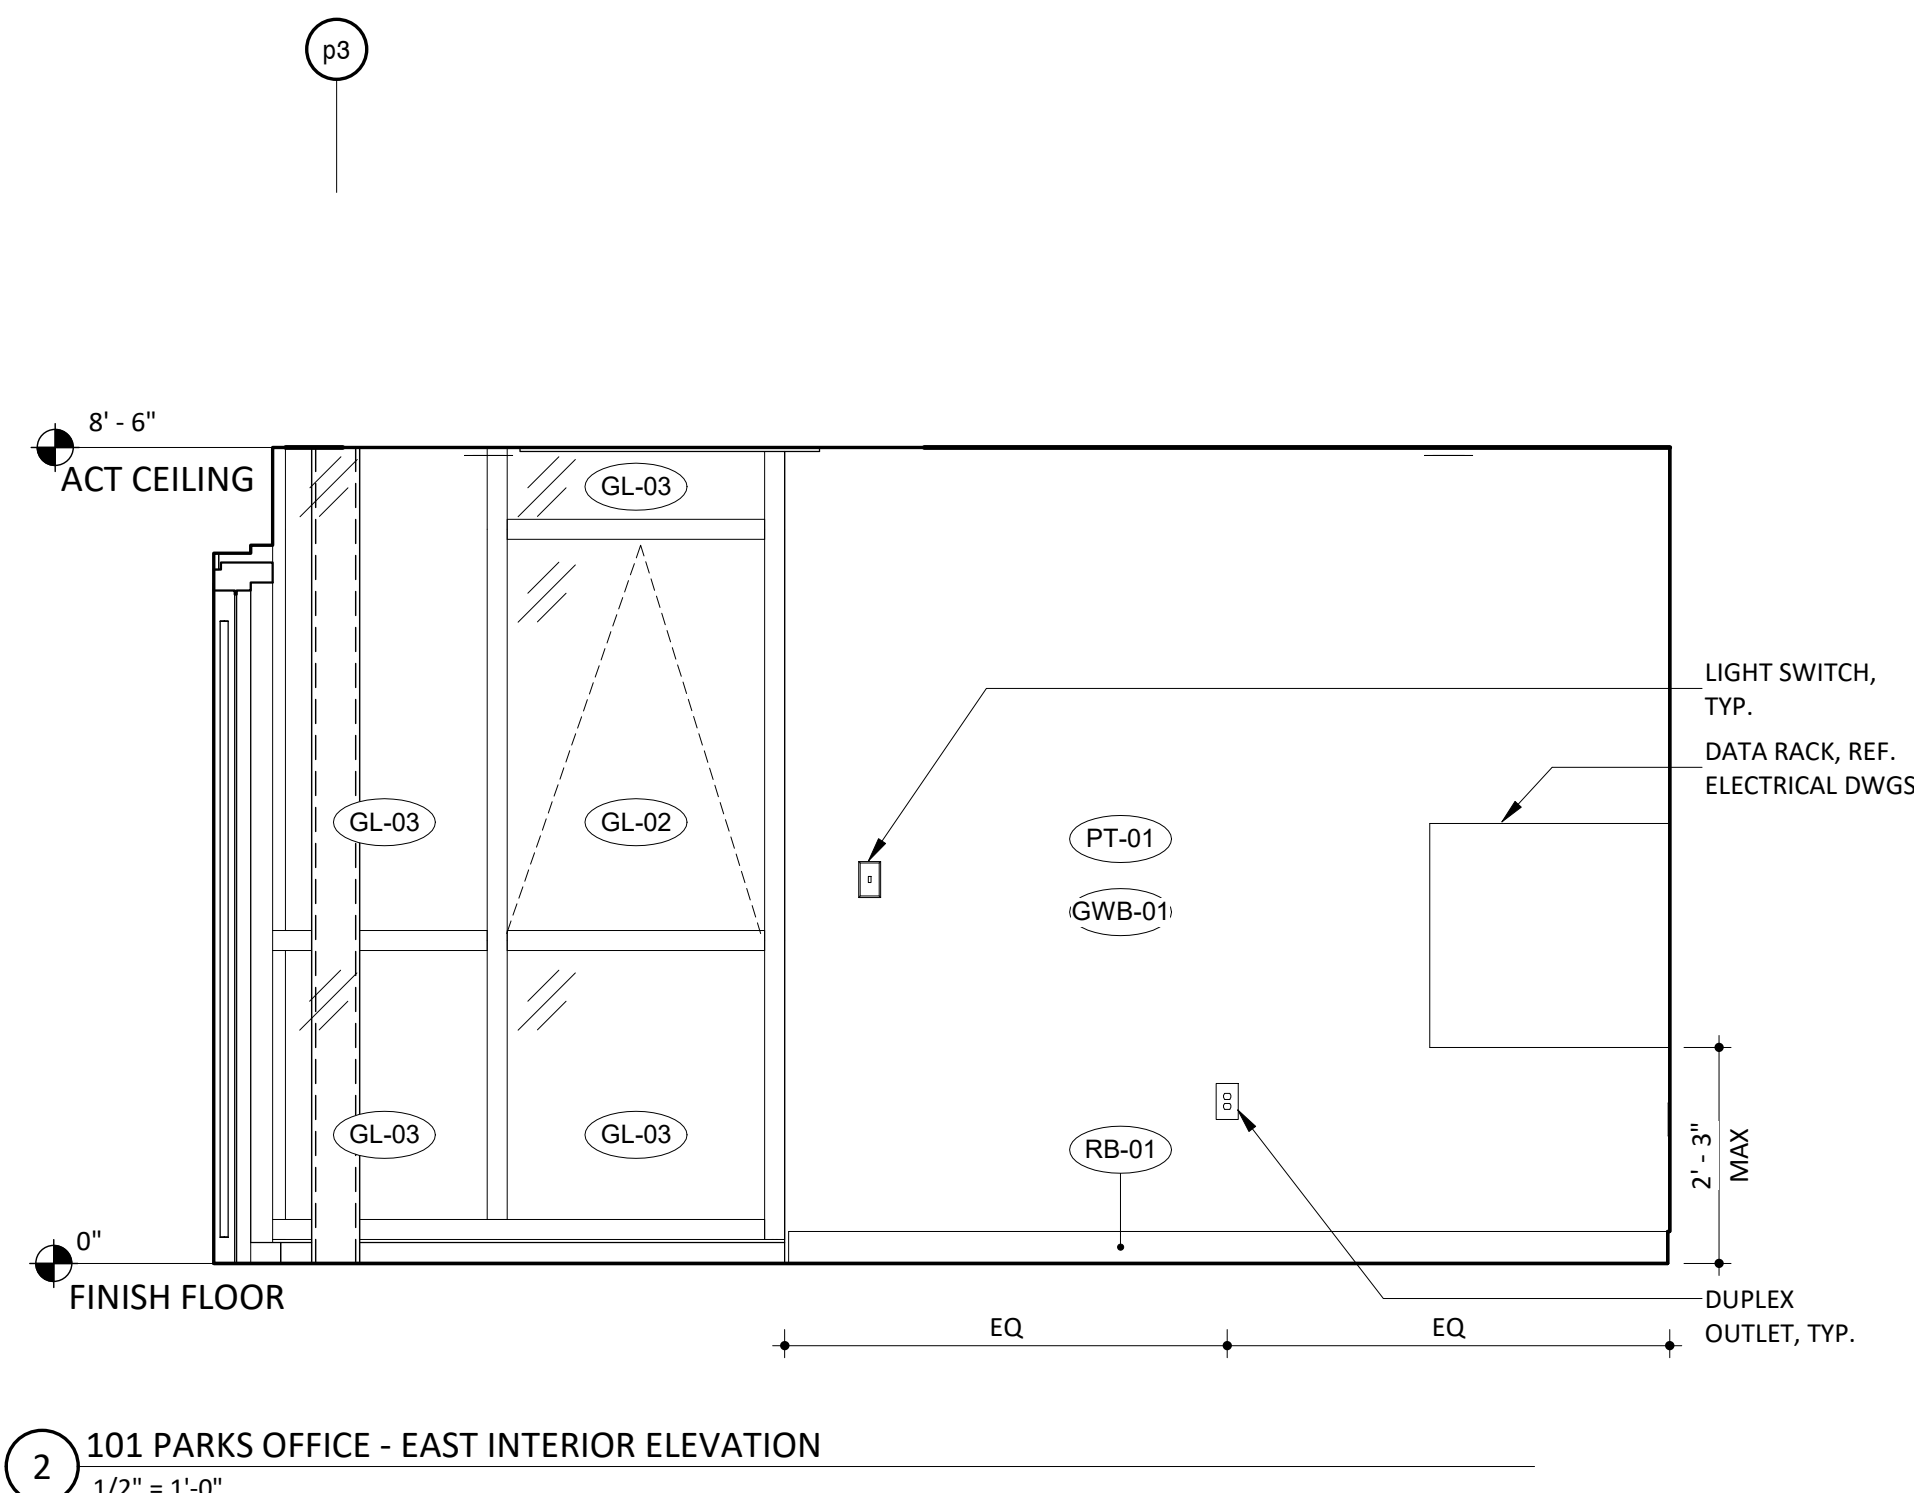 p3
8' - 6"
ACT CEILING
GL-03
LIGHT SWITCH,
TYP.
DATA RACK, REF.
ELECTRICAL DWGS
GL-03
GL-02
PT-01
GWB-01
GL-03
GL-03
RB-01
2' - 3"
MAX
0"
FINISH FLOOR
DUPLEX
OUTLET, TYP.
EQ
EQ
2
101 PARKS OFFICE - EAST INTERIOR ELEVATION
1/2" = 1'-0"